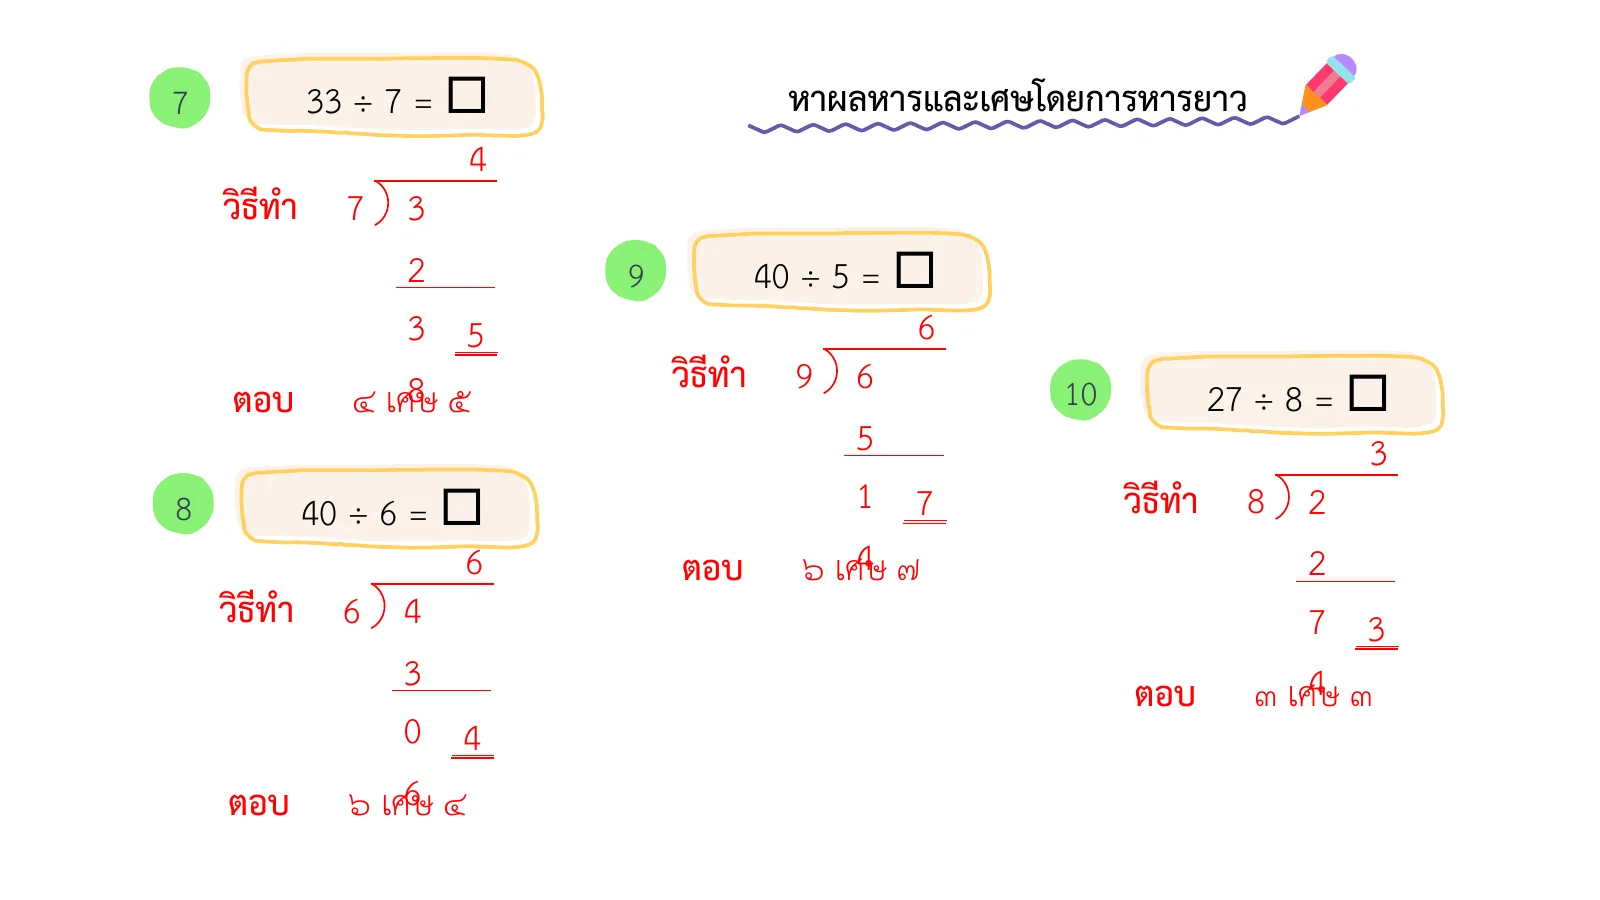 หาผลหารและเศษโดยการหารยาว
7
33 ÷ 7 = □
4
วิธีทำ 7 ) 3
2
3 5
8
ตอบ ๔ เศษ ๕
8
40 ÷ 6 = □
6
วิธีทำ 6 ) 4
3
0 4
6
ตอบ ๖ เศษ ๔
9
40 ÷ 5 = □
6
วิธีทำ 9 ) 6
5
1 7
4
ตอบ ๖ เศษ ๗
10
27 ÷ 8 = □
3
วิธีทำ 8 ) 2
2
7 3
4
ตอบ ๓ เศษ ๓